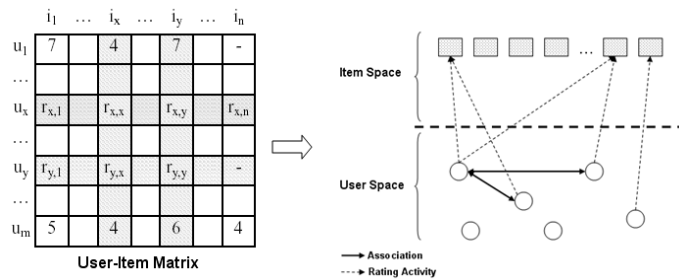 i1 … ix … iy … in
u1 7 4 7 -
…
ux rx,1 rx,x rx,y rx,n
…
uy ry,1 ry,x ry,y -
…
um 5 4 6 4
User-Item Matrix
Item Space
…
User Space
Association
Rating Activity